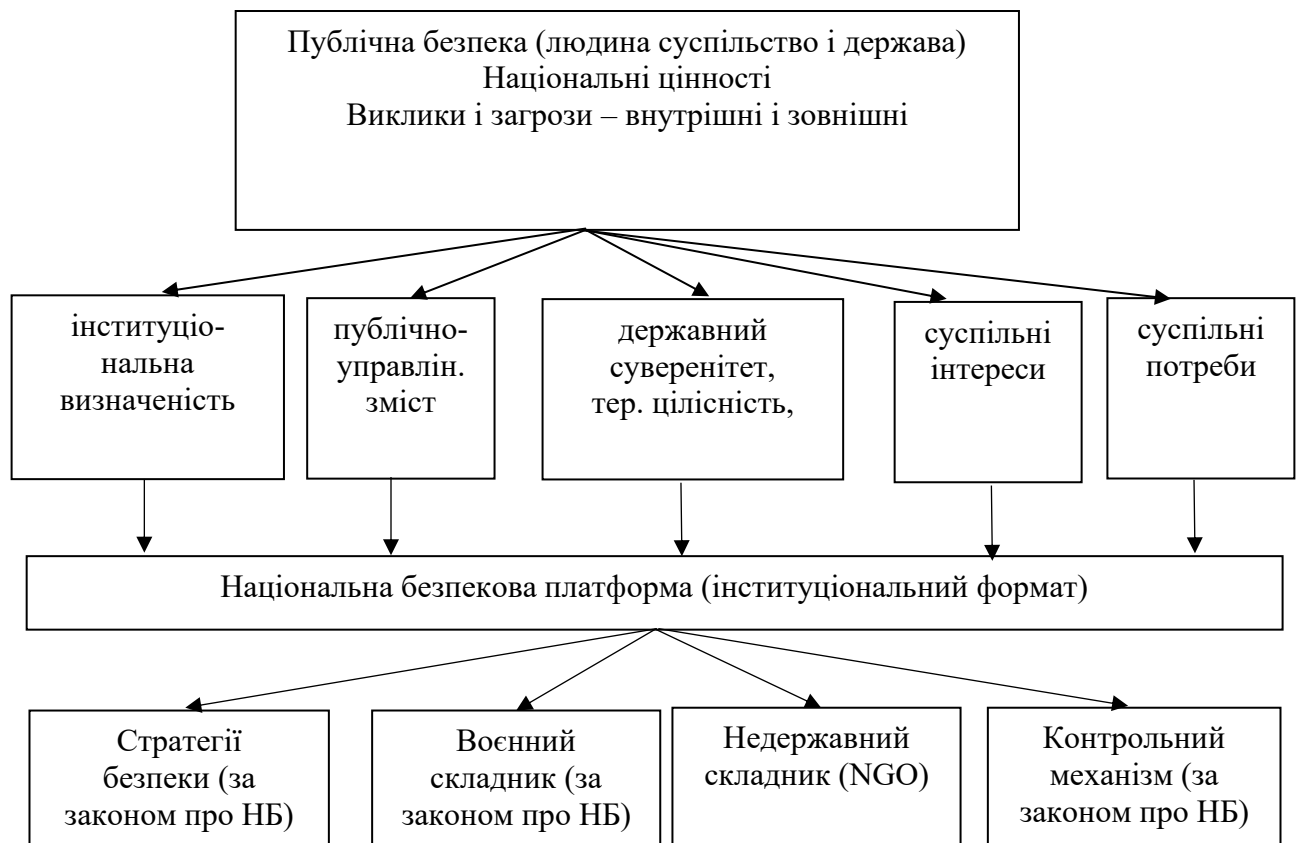 Публічна безпека (людина суспільство і держава)
Національні цінності
Виклики і загрози – внутрішні і зовнішні
інституціо-
нальна
визначеність
публічно-
управлін.
зміст
державний
суверенітет,
тер. цілісність,
суспільні
інтереси
суспільні
потреби
Національна безпекова платформа (інституціональний формат)
Стратегії
безпеки (за
законом про НБ)
Воєнний
складник (за
законом про НБ)
Недержавний
складник (NGO)
Контрольний
механізм (за
законом про НБ)